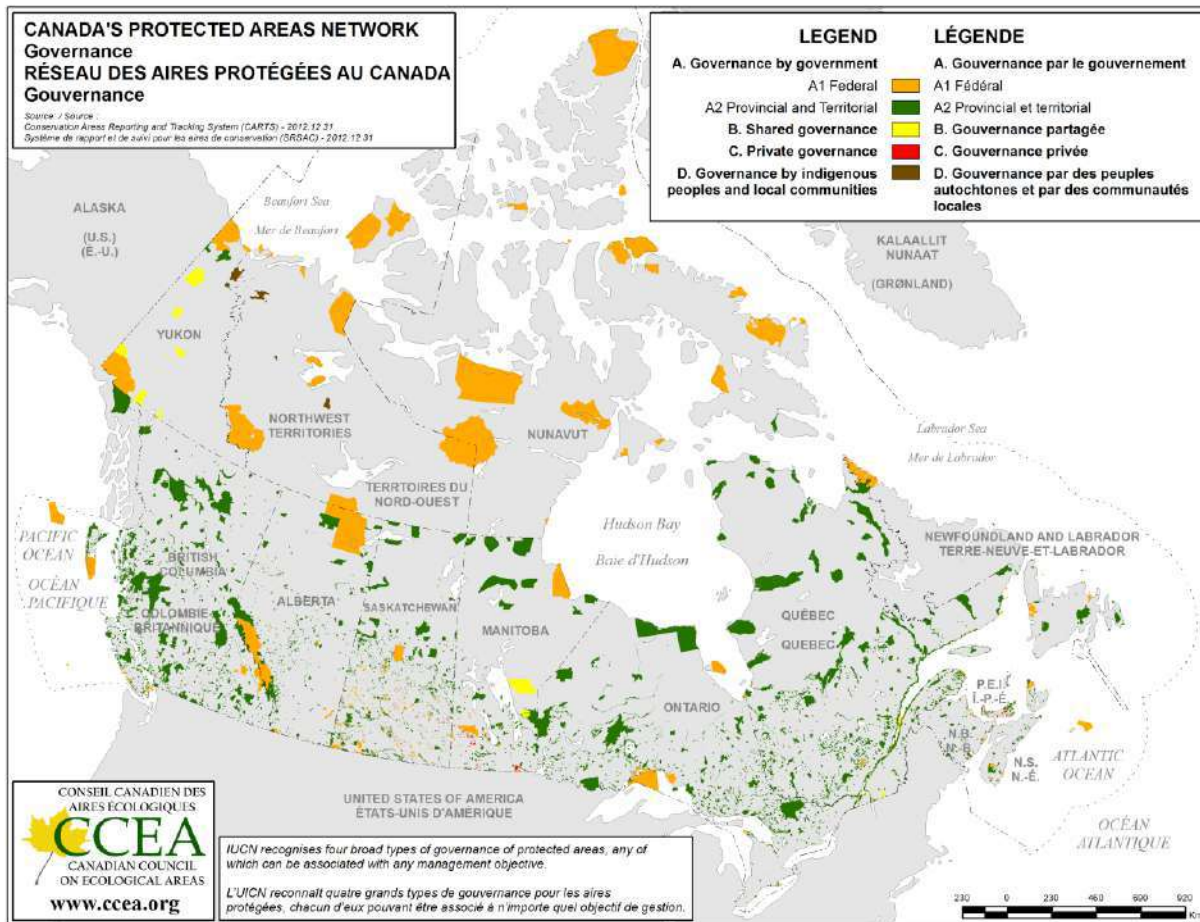 CANADA'S PROTECTED AREAS NETWORK
Governance
RÉSEAU DES AIRES PROTÉGÉES AU CANADA
Gouvernance
Source / Source :
Conservation Areas Reporting and Tracking System (CARTS) - 2012.12.31
Système de rapport et de suivi pour les aires de conservation (SRSAC) - 2012.12.31
LEGEND
LÉGENDE
A. Governance by government
A. Gouvernance par le gouvernement
A1 Federal
A1 Fédéral
A2 Provincial and Territorial
A2 Provincial et territorial
B. Shared governance
B. Gouvernance partagée
C. Private governance
C. Gouvernance privée
D. Governance by indigenous
peoples and local communities
D. Gouvernance par des peuples
autochtones et par des communautés
locales
ALASKA
(U.S.)
(É.-U.)
Beaufort Sea
Mer de Beaufort
KALAALLIT
NUNAAT
(GRØNLAND)
YUKON
NORTHWEST
TERRITORIES
NUNAVUT
TERRTOIRES DU
NORD-OUEST
Labrador Sea
Mer de Labrador
PACIFIC
OCEAN
OCÉAN
PACIFIQUE
BRITISH
COLUMBIA
COLOMBIE-
BRITANNIQUE
ALBERTA
SASKATCHEWAN
MANITOBA
Hudson Bay
Baie d'Hudson
NEWFOUNDLAND AND LABRADOR
TERRE-NEUVE-ET-LABRADOR
QUÉBEC
QUEBEC
ONTARIO
P.E.I.
Î.-P.-É.
N.B.
N.-B.
N.S.
N.-É.
ATLANTIC
OCEAN
OCÉAN
ATLANTIQUE
UNITED STATES OF AMERICA
ÉTATS-UNIS D'AMÉRIQUE
CONSEIL CANADIEN DES
AIRES ÉCOLOGIQUES
CCEA
CANADIAN COUNCIL
ON ECOLOGICAL AREAS
www.ccea.org
IUCN recognises four broad types of governance of protected areas, any of
which can be associated with any management objective.
L'UICN reconnaît quatre grands types de gouvernance pour les aires
protégées, chacun d'eux pouvant être associé à n'importe quel objectif de gestion.
230 0 230 460 690 920